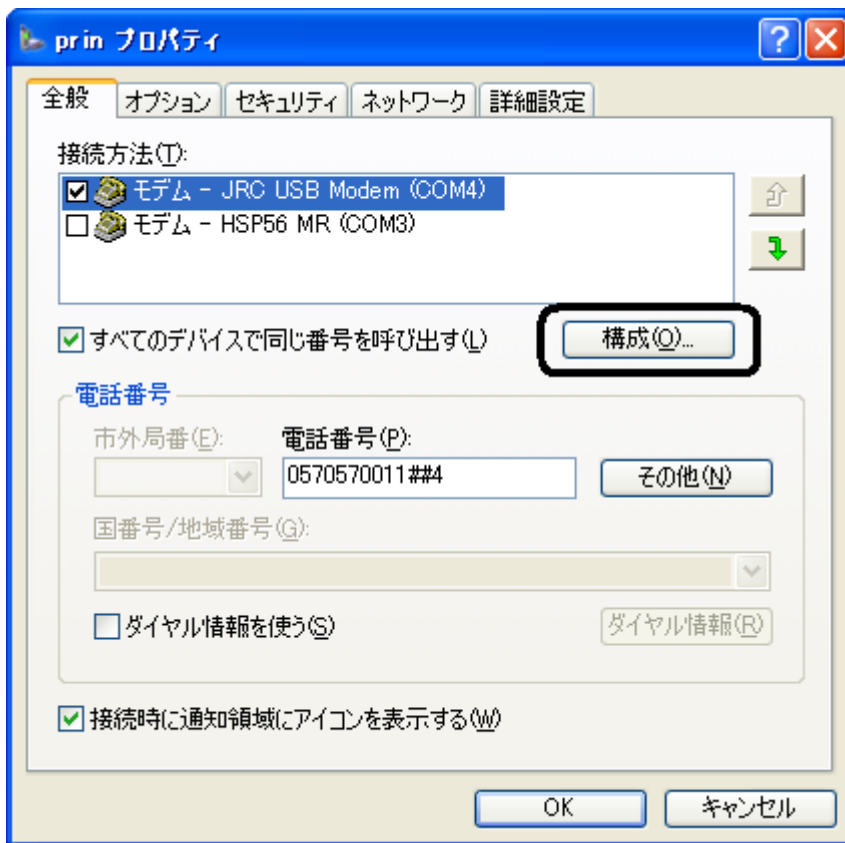 prin プロパティ
全般 オプション セキュリティ ネットワーク 詳細設定
接続方法(T):
モデム - JRC USB Modem (COM4)
モデム - HSP56 MR (COM3)
すべてのデバイスで同じ番号を呼び出す(L) 構成(O)...
電話番号
市外局番(E): 電話番号(P):
0570570011##4 その他(N)
国番号/地域番号(G):
ダイヤル情報を使う(S) ダイヤル情報(R)
接続時に通知領域にアイコンを表示する(W)
OK キャンセル